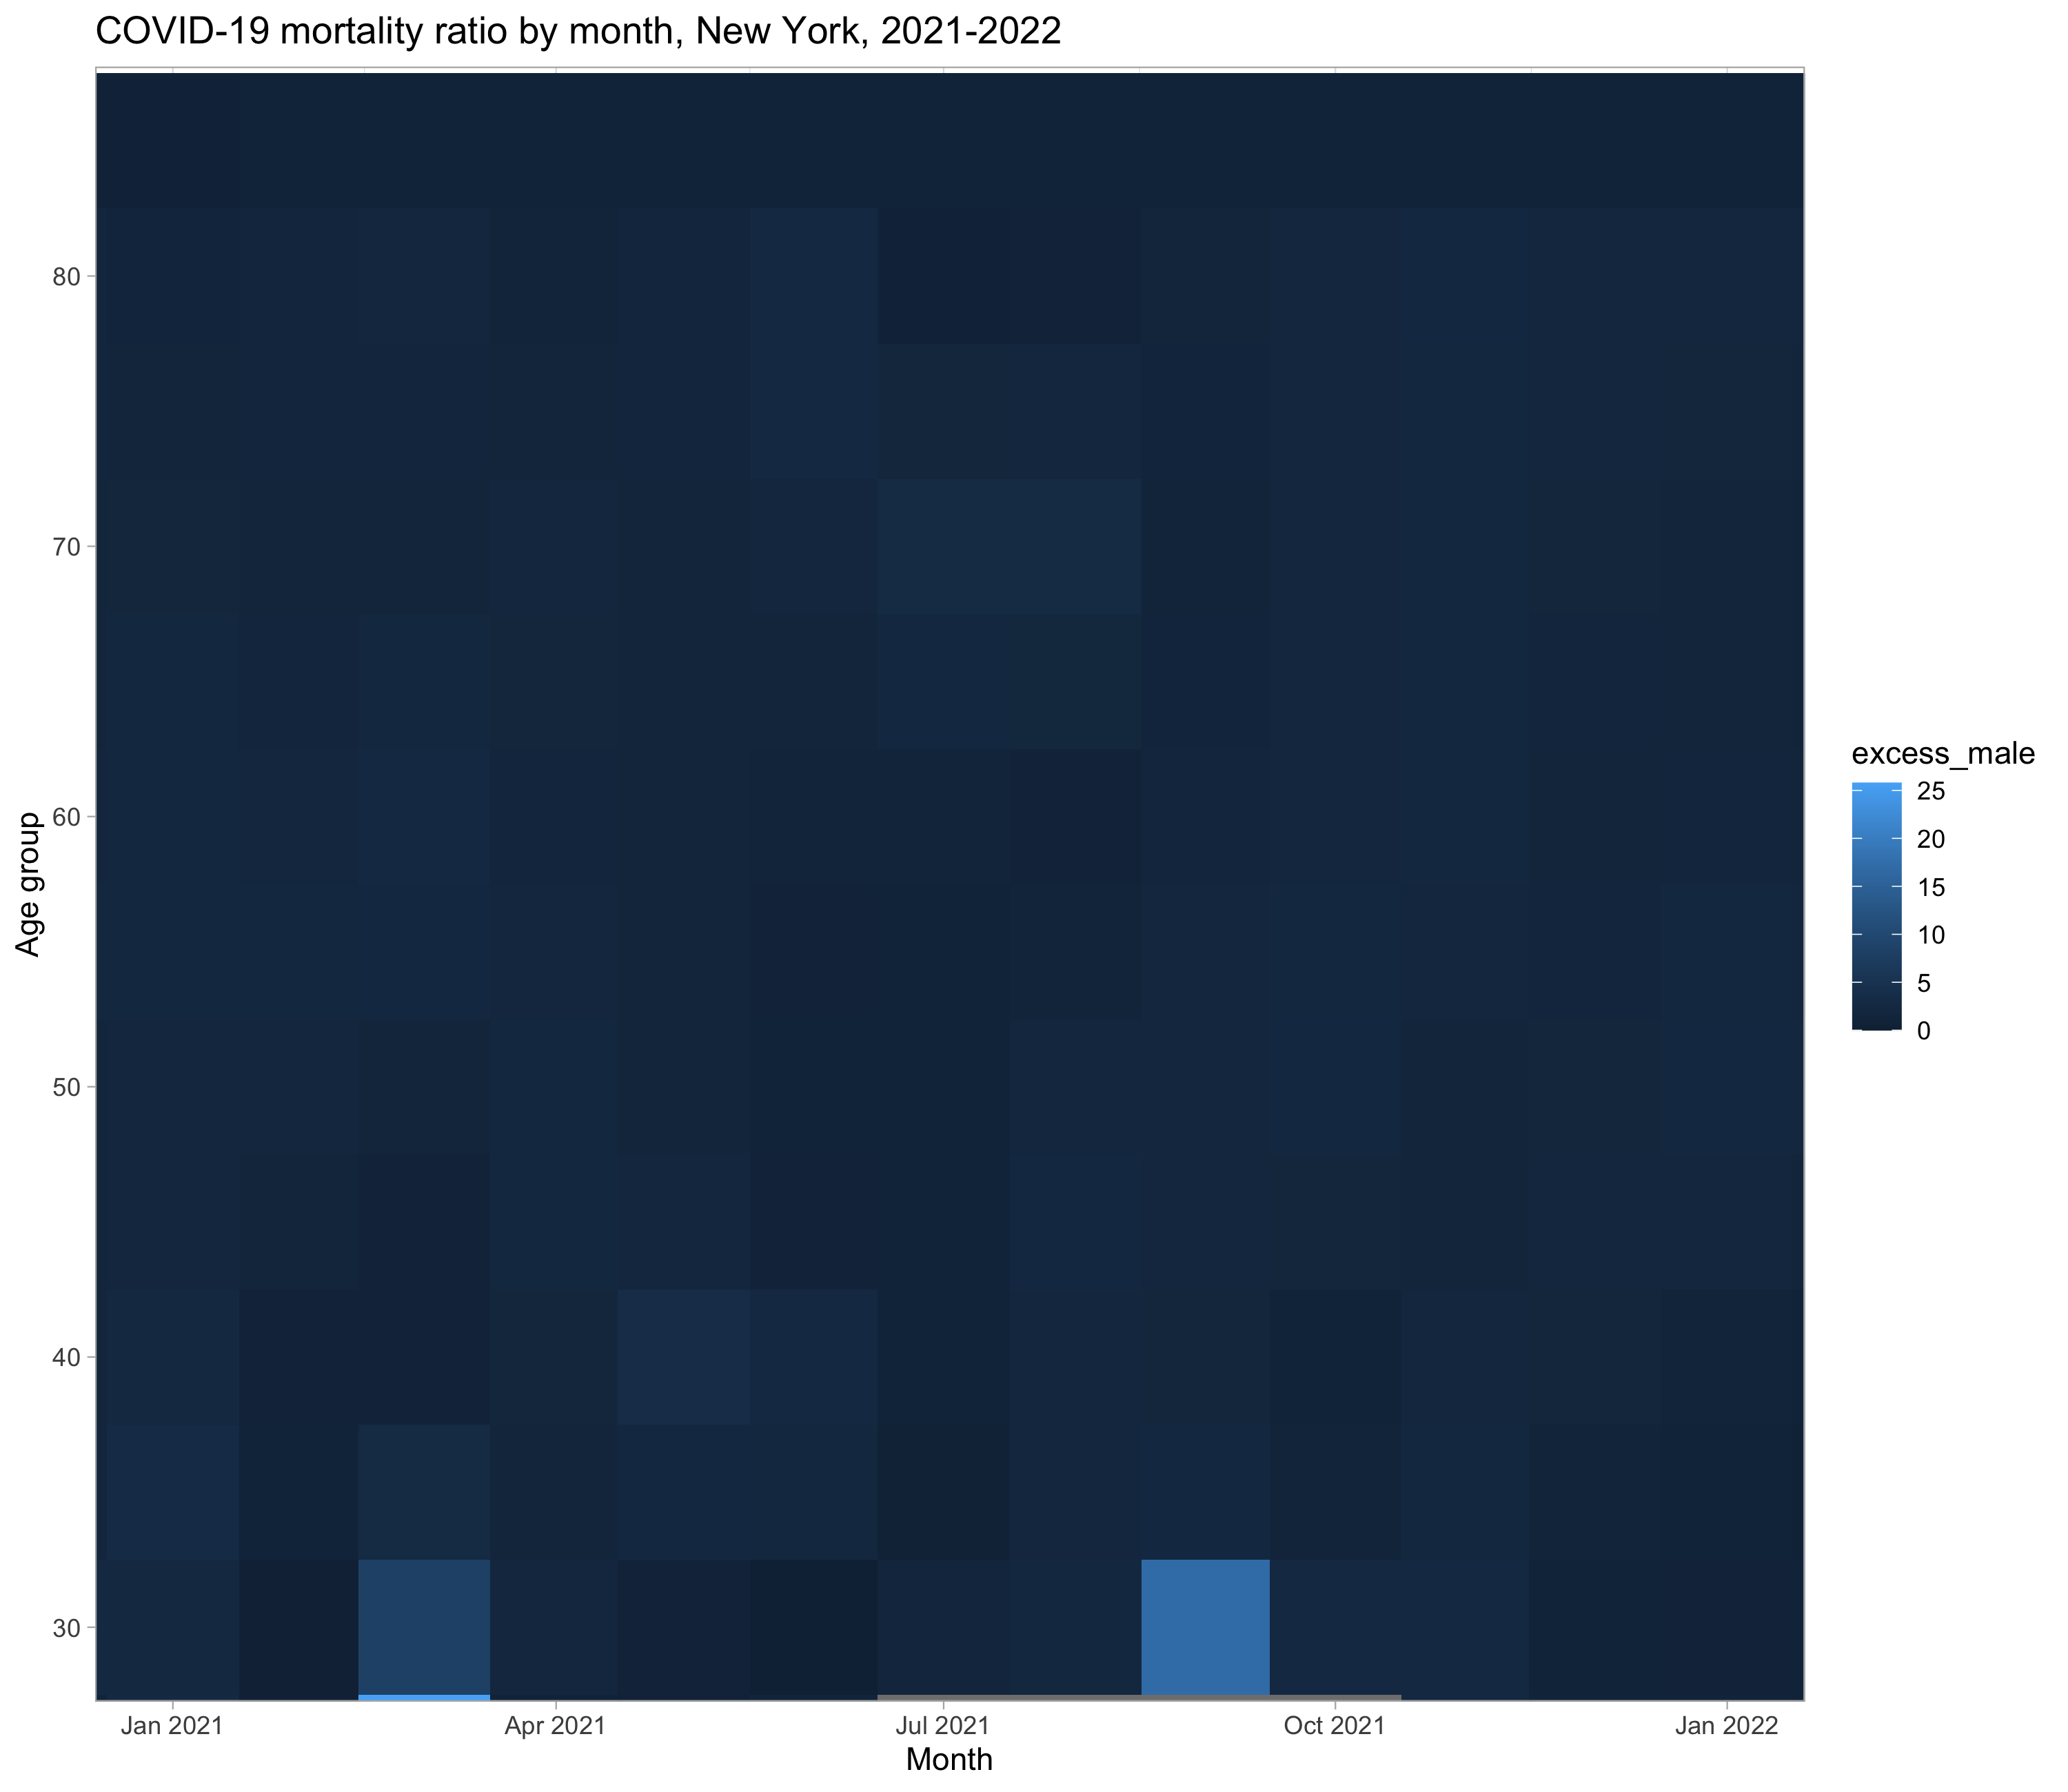 COVID-19 mortality ratio by month, New York, 2021-2022
Age group
80
70
60
50
40
30
Jan 2021 Apr 2021 Jul 2021 Oct 2021 Jan 2022
Month
excess_male
25
20
15
10
5
0